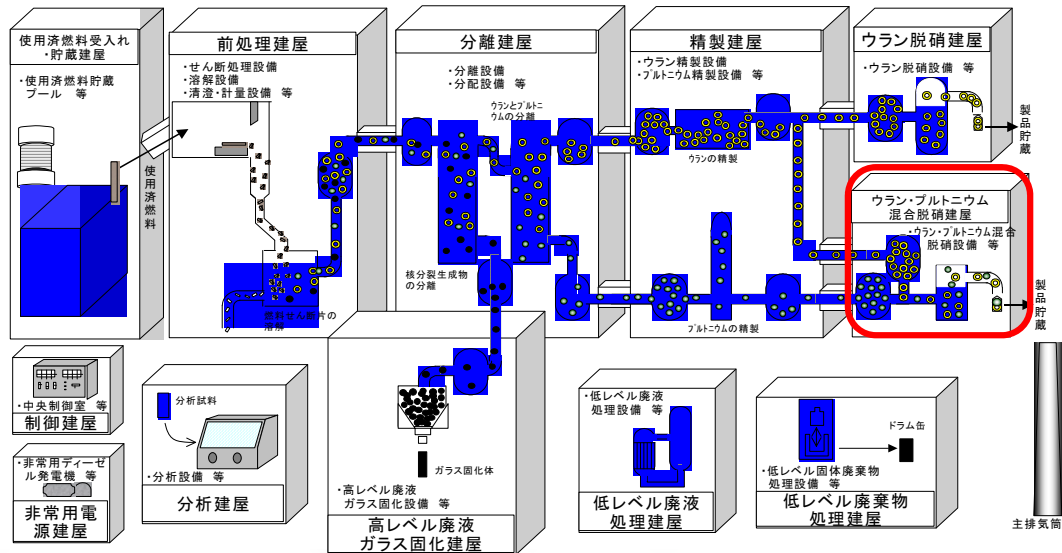 使用済燃料受入れ
・貯蔵建屋
・使用済燃料貯蔵
プール 等
使用済燃料
前処理建屋
・せん断処理設備
・溶解設備
・清澄・計量設備 等
燃料せん断片の
溶解
分離建屋
・分離設備
・分配設備 等
ウランとプルトニ
ウムの分離
核分裂生成物
の分離
精製建屋
・ウラン精製設備
・プルトニウム精製設備 等
ウランの精製
プルトニウムの精製
ウラン脱硝建屋
・ウラン脱硝設備 等
製品貯蔵
ウラン・プルトニウム
混合脱硝建屋
・ウラン・プルトニウム混合
脱硝設備 等
製品貯蔵
・中央制御室 等
制御建屋
・非常用ディーゼ
ル発電機 等
非常用電
源建屋
分析試料
・分析設備 等
分析建屋
ガラス固化体
・高レベル廃液
ガラス固化設備 等
高レベル廃液
ガラス固化建屋
・低レベル廃液
処理設備 等
低レベル廃液
処理建屋
ドラム缶
・低レベル固体廃棄物
処理設備 等
低レベル廃棄物
処理建屋
主排気筒